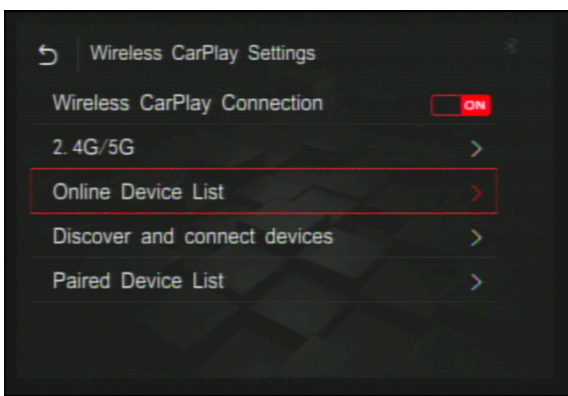 Wireless CarPlay Settings
Wireless CarPlay Connection
ON
2.4G/5G
Online Device List
Discover and connect devices
Paired Device List